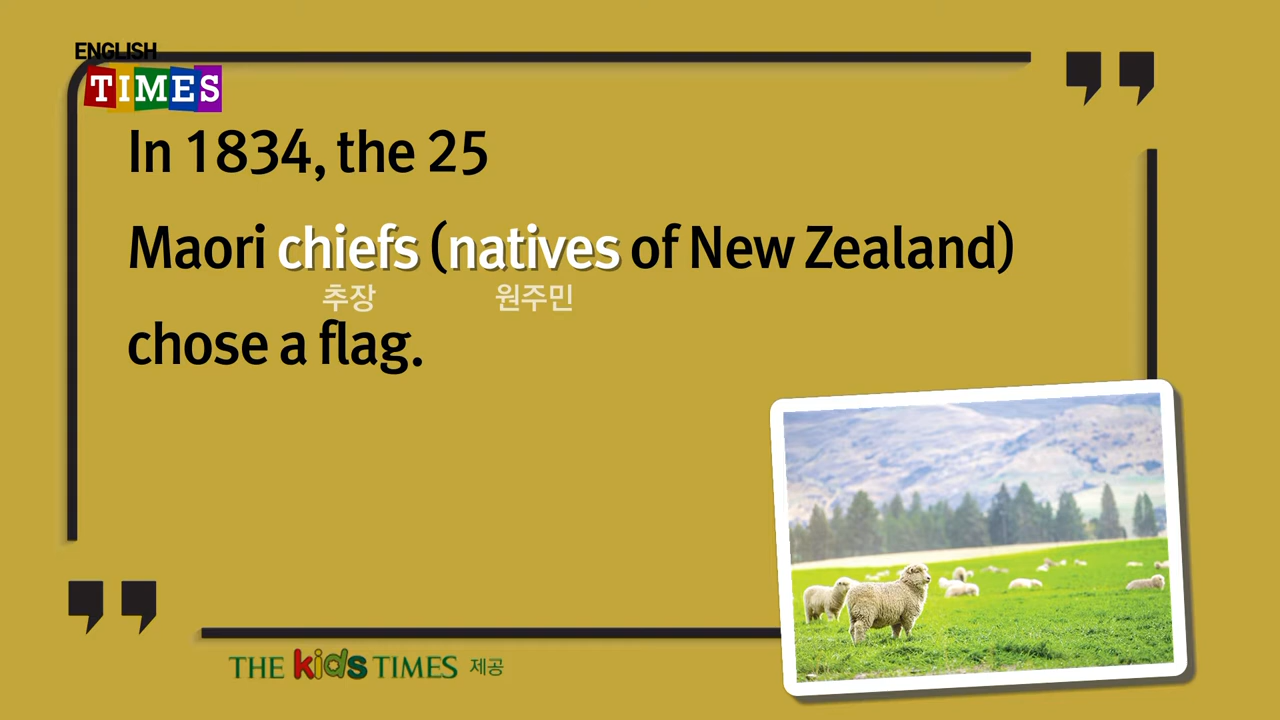 ENGLISH
TIMES
In 1834, the 25
Maori chiefs (natives of New Zealand)
추장 원주민
chose a flag.
THE kids TIMES 제공